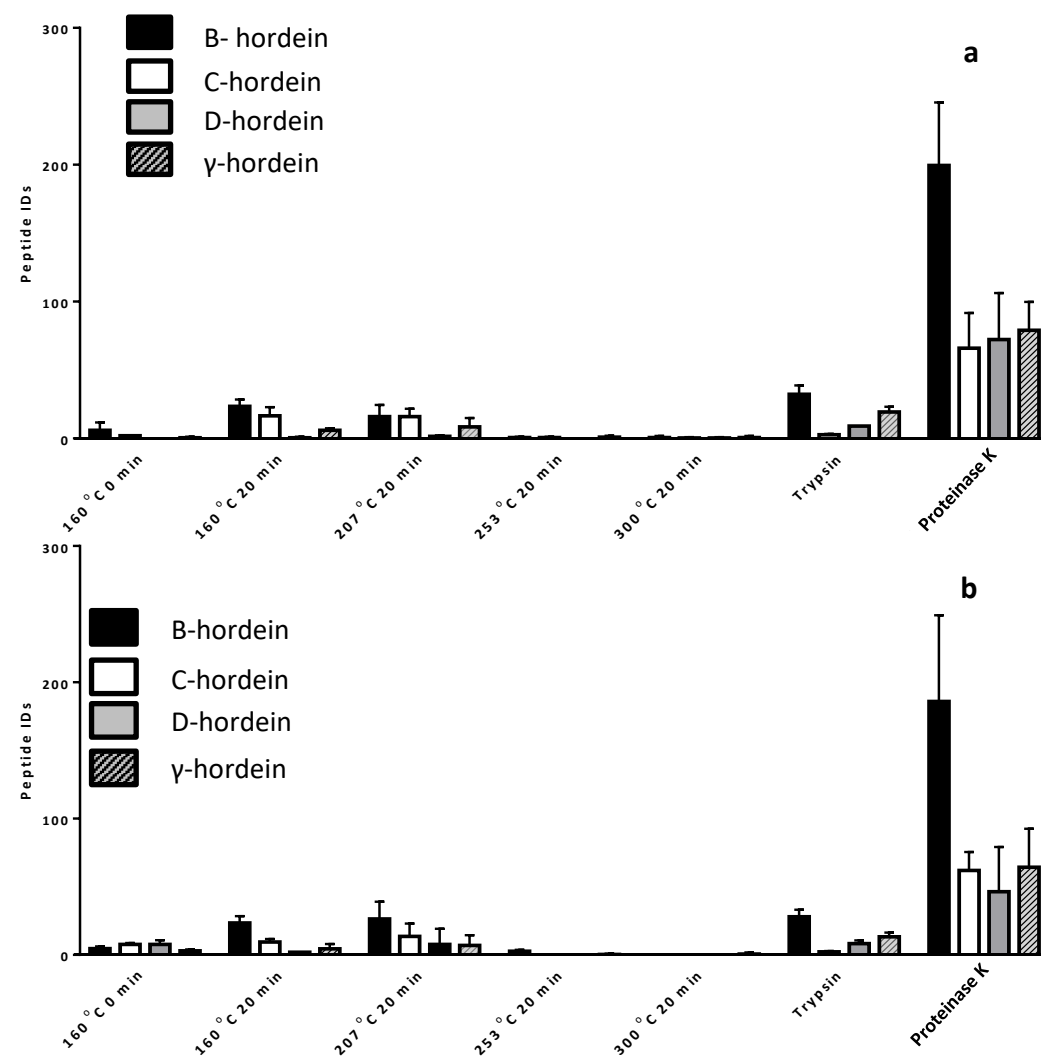 300
B- hordein
a
C-hordein
D-hordein
γ-hordein
200
Peptide IDs
100
0
160 °C 0 min
160 °C 20 min
207 °C 20 min
253 °C 20 min
300 °C 20 min
Trypsin
Proteinase K
300
b
B-hordein
C-hordein
200
D-hordein
γ-hordein
Peptide IDs
100
0
160 °C 0 min
160 °C 20 min
207 °C 20 min
253 °C 20 min
300 °C 20 min
Trypsin
Proteinase K